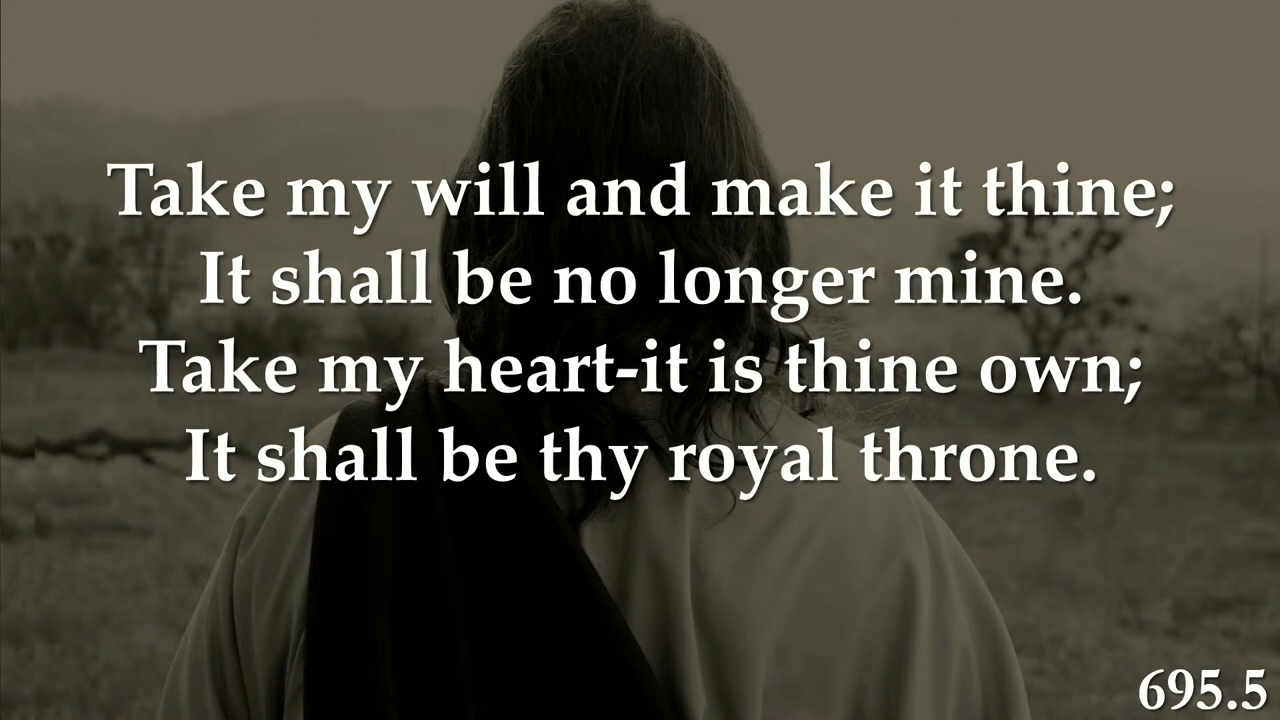 Take my will and make it thine;
It shall be no longer mine.
Take my heart-it is thine own;
It shall be thy royal throne.
695.5